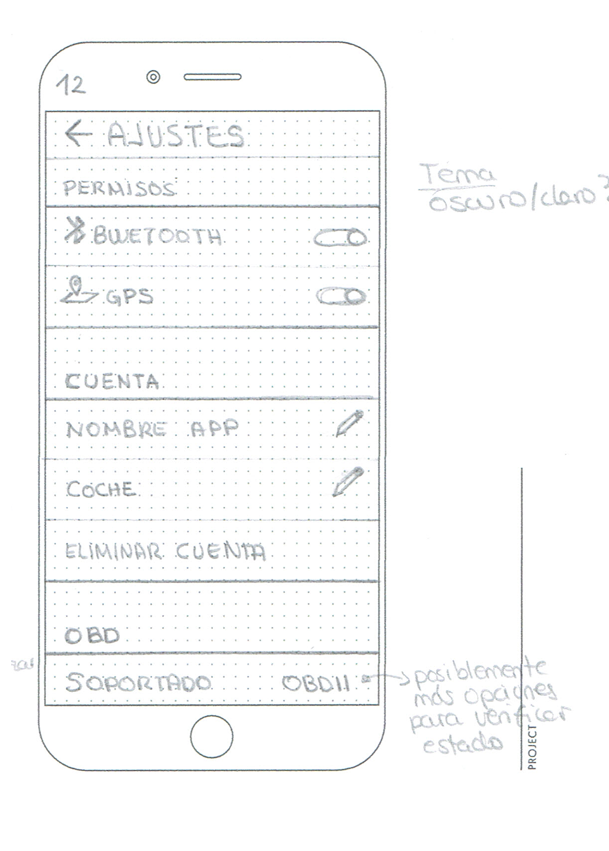 12
← AJUSTES
PERMISOS
BLUETOOTH
GPS
CUENTA
NOMBRE APP
COCHE
ELIMINAR CUENTA
OBD
SOPORTADO OBDII
Tema
oscuro/claro?
posiblemente
más opciones
para verificar
estado
PROJECT